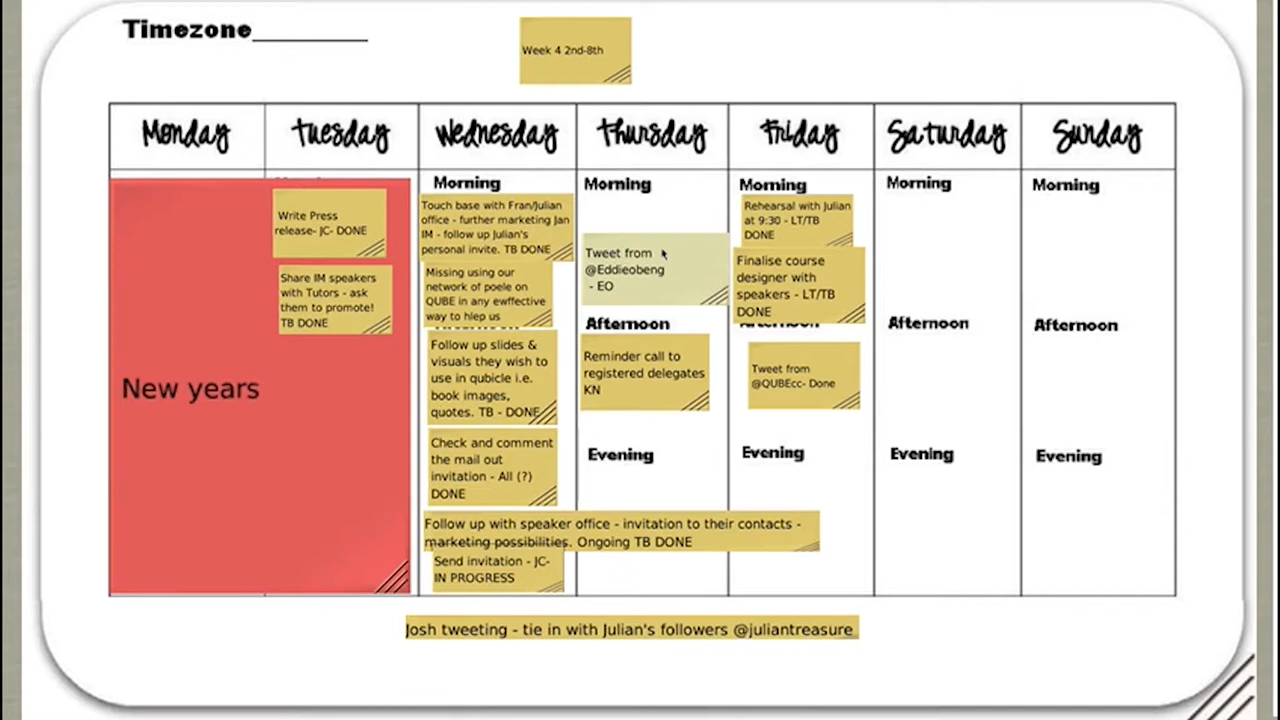 Timezone__________
Week 4 2nd-8th
Monday
Tuesday
Wednesday
Thursday
Friday
Saturday
Sunday
New years
Write Press
release- JC- DONE
Share IM speakers
with Tutors - ask
them to promote!
TB DONE
Morning
Touch base with Fran/Julian
office - further marketing Jan
IM - follow up Julian's
personal invite. TB DONE
Missing using our
network of poele on
QUBE in any ewffective
way to hlep us
Follow up slides &
visuals they wish to
use in qubicle i.e.
book images,
quotes. TB - DONE
Check and comment
the mail out
invitation - All (?)
DONE
Follow up with speaker office - invitation to their contacts -
marketing possibilities. Ongoing TB DONE
Send invitation - JC-
IN PROGRESS
Morning
Tweet from
@Eddieobeng
- EO
Afternoon
Reminder call to
registered delegates
KN
Evening
Morning
Rehearsal with Julian
at 9:30 - LT/TB
DONE
Finalise course
designer with
speakers - LT/TB
DONE
Afternoon
Tweet from
@QUBEcc- Done
Evening
Morning
Afternoon
Evening
Morning
Afternoon
Evening
Josh tweeting - tie in with Julian's followers @juliantreasure